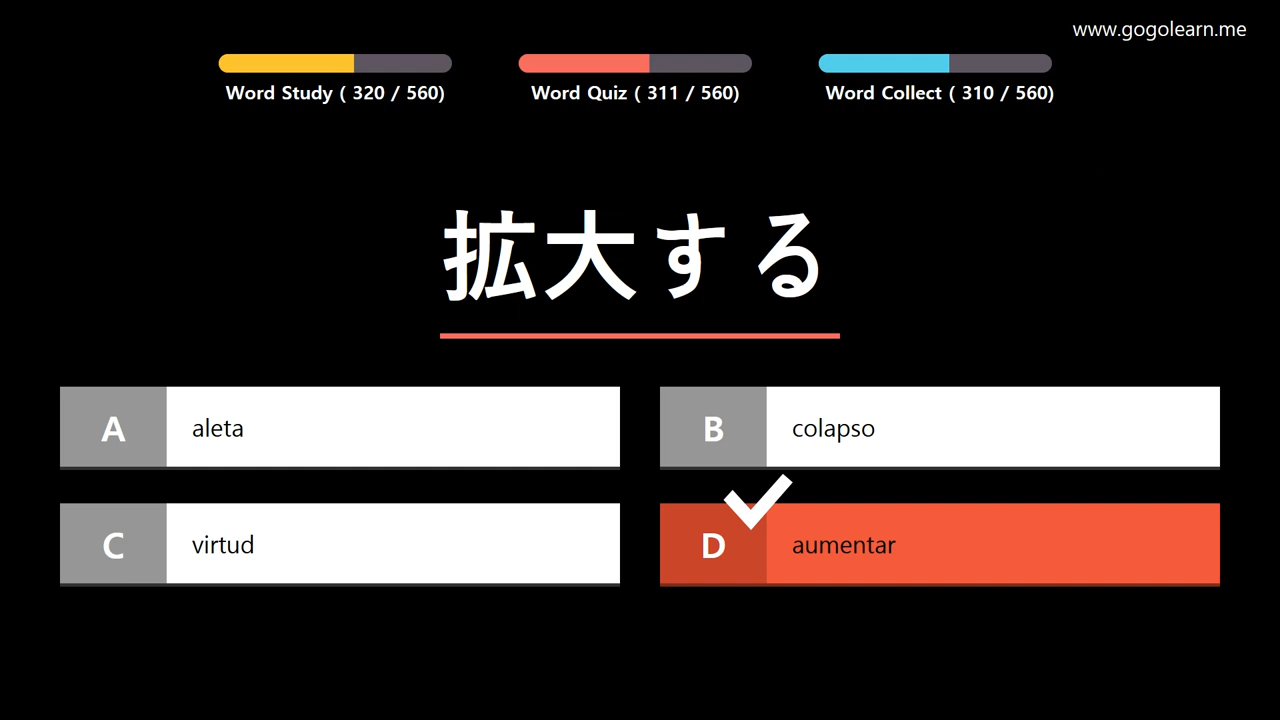 www.gogolearn.me
Word Study ( 320 / 560)
Word Quiz ( 311 / 560)
Word Collect ( 310 / 560)
拡大する
A aleta
B colapso
C virtud
D aumentar